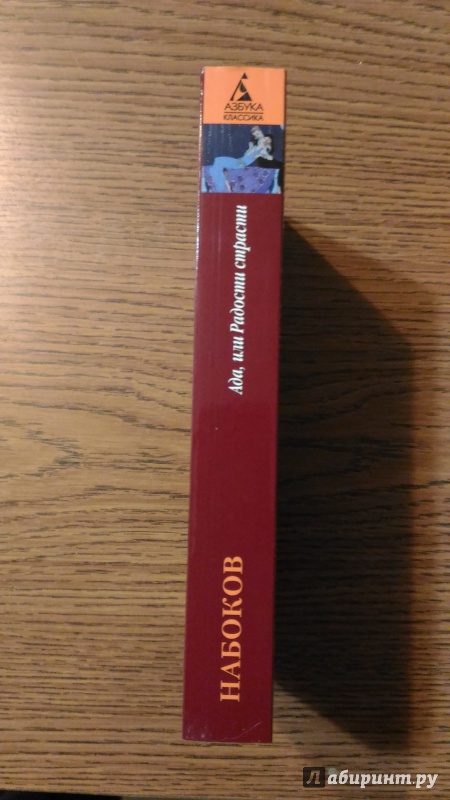 АЗБУКА
КЛАССИКА
Ада, или Радости страсти
НАБОКОВ
Лабиринт.ру